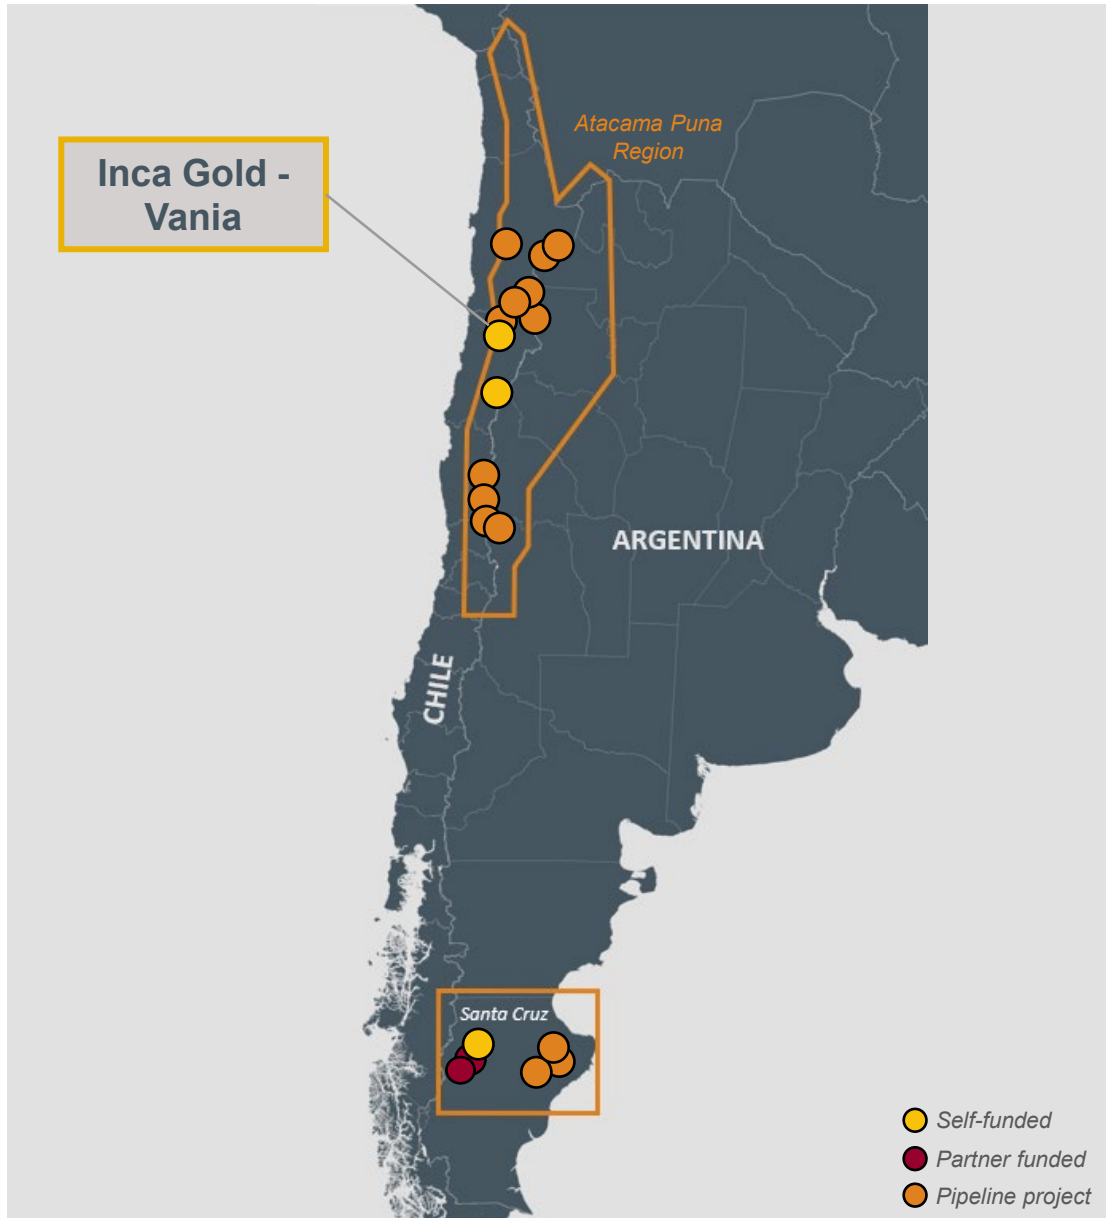 Atacama Puna
Region
Inca Gold -
Vania
ARGENTINA
CHILE
Santa Cruz
Self-funded
Partner funded
Pipeline project